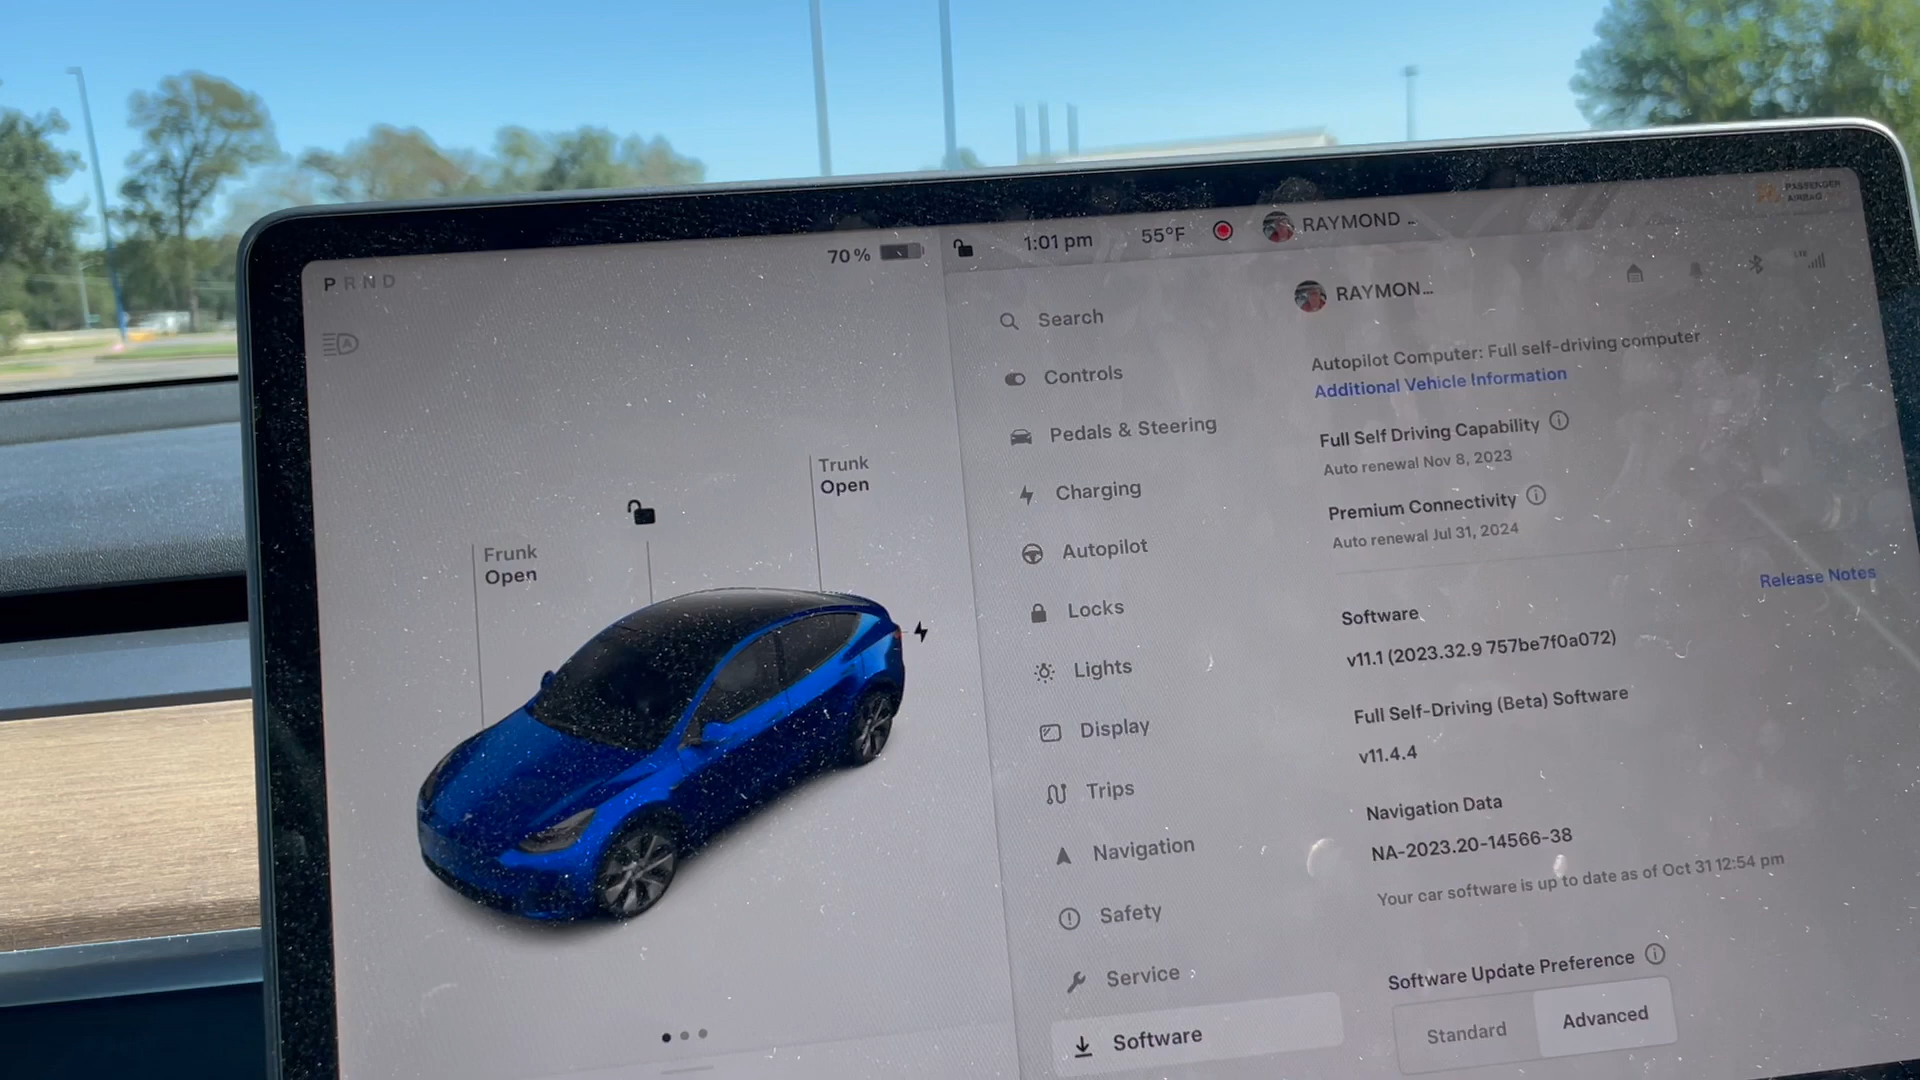 P R N D
70 %
1:01 pm
55°F
RAYMOND ..
PASSENGER
AIRBAG
A
Trunk
Open
Frunk
Open
Search
Controls
Pedals & Steering
Charging
Autopilot
Locks
Lights
Display
Trips
Navigation
Safety
Service
Software
RAYMON...
LTE
Autopilot Computer: Full self-driving computer
Additional Vehicle Information
Full Self Driving Capability
Auto renewal Nov 8, 2023
Premium Connectivity
Auto renewal Jul 31, 2024
Release Notes
Software
v11.1 (2023.32.9 757be7f0a072)
Full Self-Driving (Beta) Software
v11.4.4
Navigation Data
NA-2023.20-14566-38
Your car software is up to date as of Oct 31 12:54 pm
Software Update Preference
Standard
Advanced